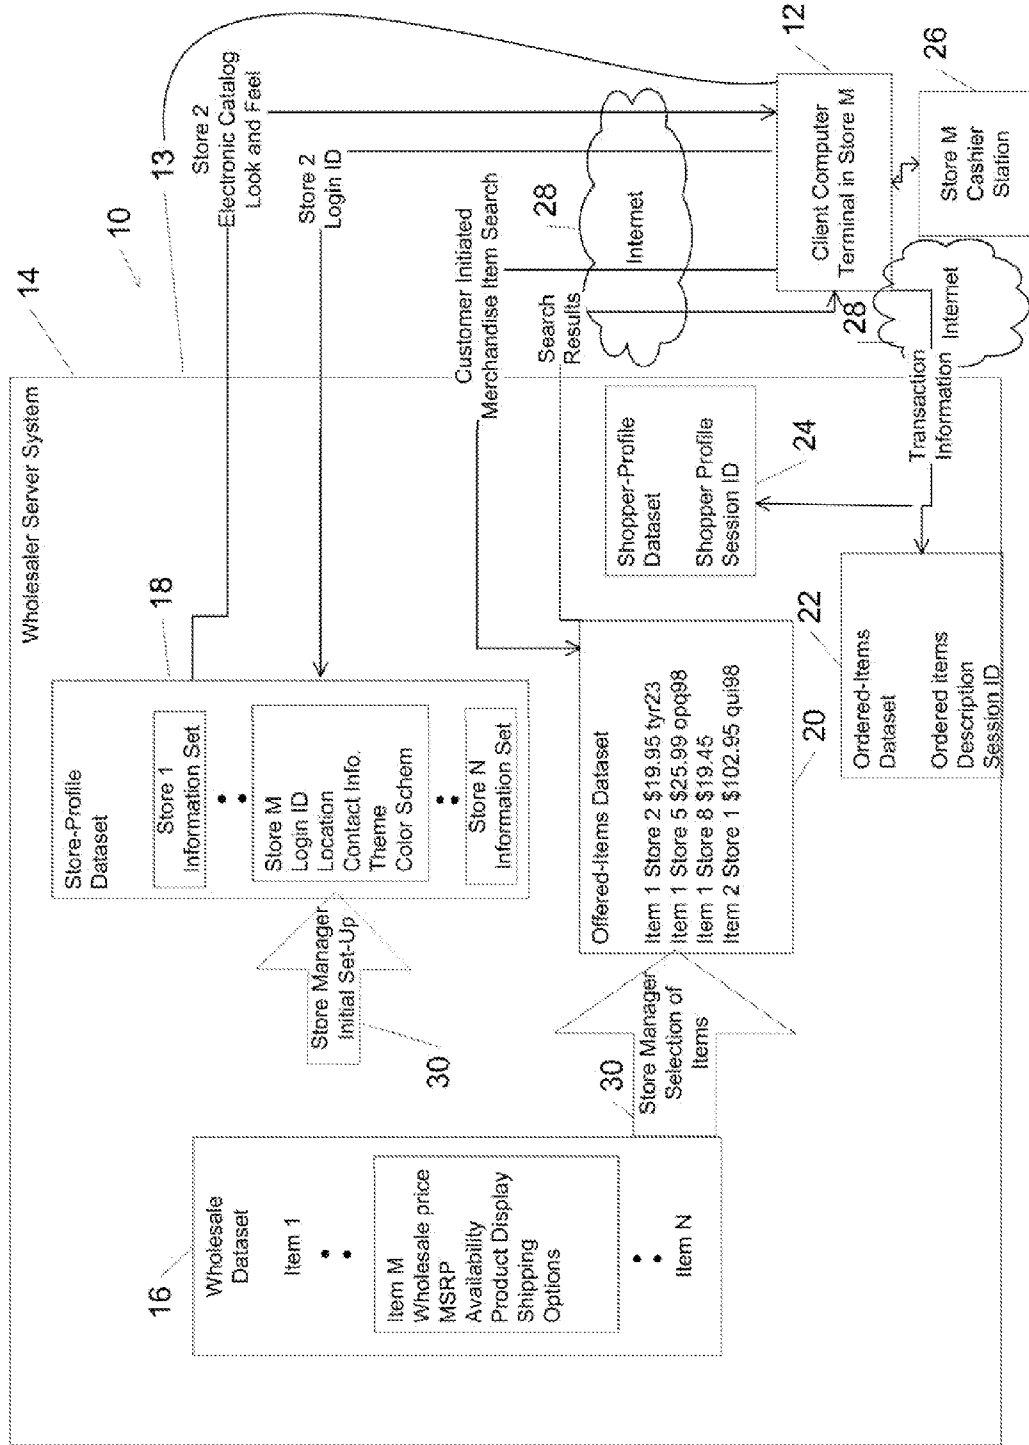 10
14
13
Wholesaler Server System
16
Wholesale
Dataset
Item 1
Item M
Wholesale price
MSRP
Availability
Product Display
Shipping
Options
Item N
30
Store Manager
Initial Set-Up
30
Store Manager
Selection of
Items
18
Store-Profile
Dataset
Store 1
Information Set
Store M
Login ID
Location
Contact Info.
Theme
Color Schem
Store N
Information Set
Offered-Items Dataset
Item 1 Store 2 $19.95 tyr23
Item 1 Store 5 $25.99 opq98
Item 1 Store 8 $19.45
Item 2 Store 1 $102.95 qui98
20
22
Ordered-Items
Dataset
Ordered items
Description
Session ID
Shopper-Profile
Dataset
Shopper Profile
Session ID
24
Store 2
Electronic Catalog
Look and Feel
Store 2
Login ID
Customer Initiated
Merchandise Item Search
Search
Results
28
Internet
Transaction
Information
28
Internet
Client Computer
Terminal in Store M
12
Store M
Cashier
Station
26